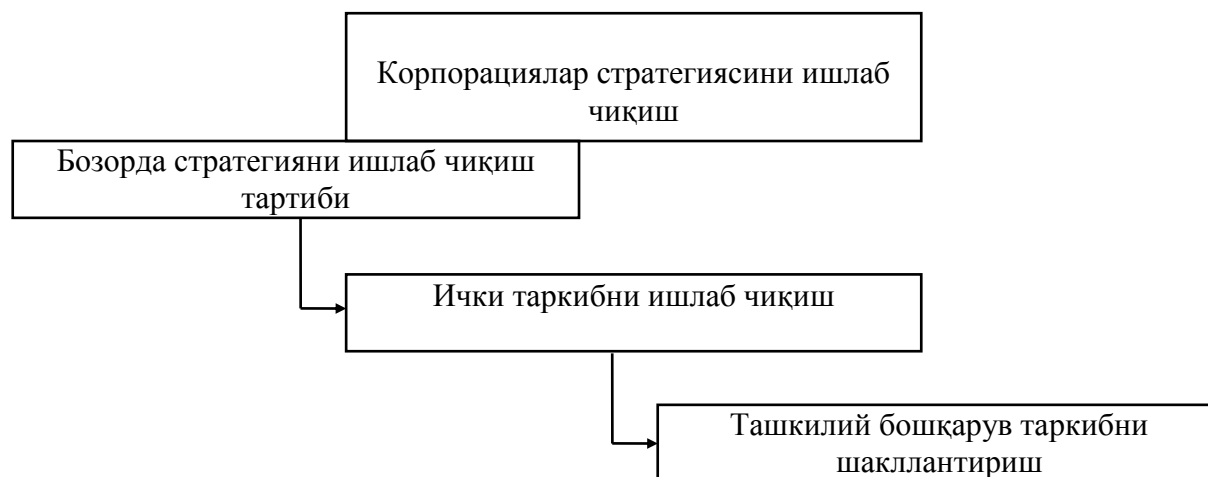 Корпорациялар стратегиясини ишлаб
чиқиш
Бозорда стратегияни ишлаб чиқиш
тартиби
Ички таркибни ишлаб чиқиш
Ташкилий бошқарув таркибни
шакллантириш